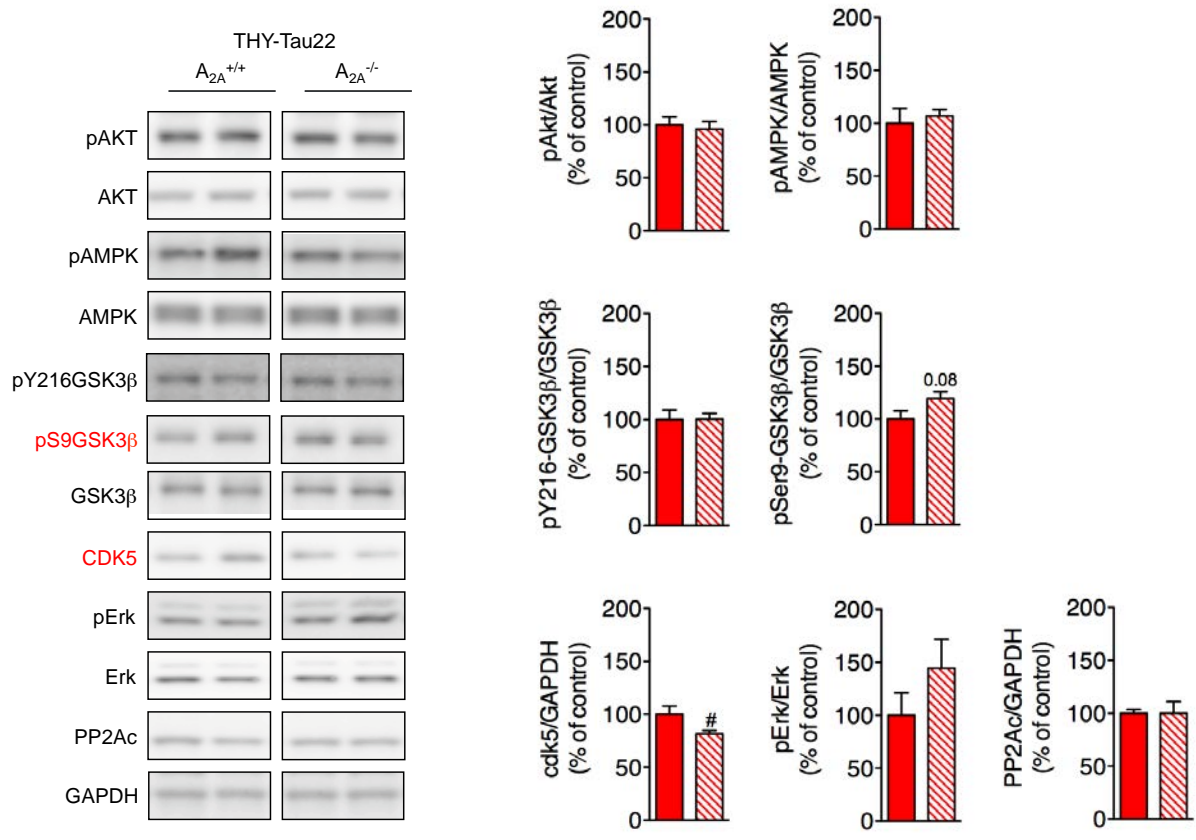 THY-Tau22
A2A+/+ A2A-/-
pAKT
AKT
pAMPK
AMPK
pY216GSK3β
pS9GSK3β
GSK3β
CDK5
pErk
Erk
PP2Ac
GAPDH
pAkt/Akt
(% of control)
200
150
100
50
0
pAMPK/AMPK
(% of control)
200
150
100
50
0
pY216-GSK3β/GSK3β
(% of control)
200
150
100
50
0
pSer9-GSK3β/GSK3β
(% of control)
200
150
100
50
0
0.08
cdk5/GAPDH
(% of control)
200
150
100
50
0
#
pErk/Erk
(% of control)
200
150
100
50
0
PP2Ac/GAPDH
(% of control)
200
150
100
50
0